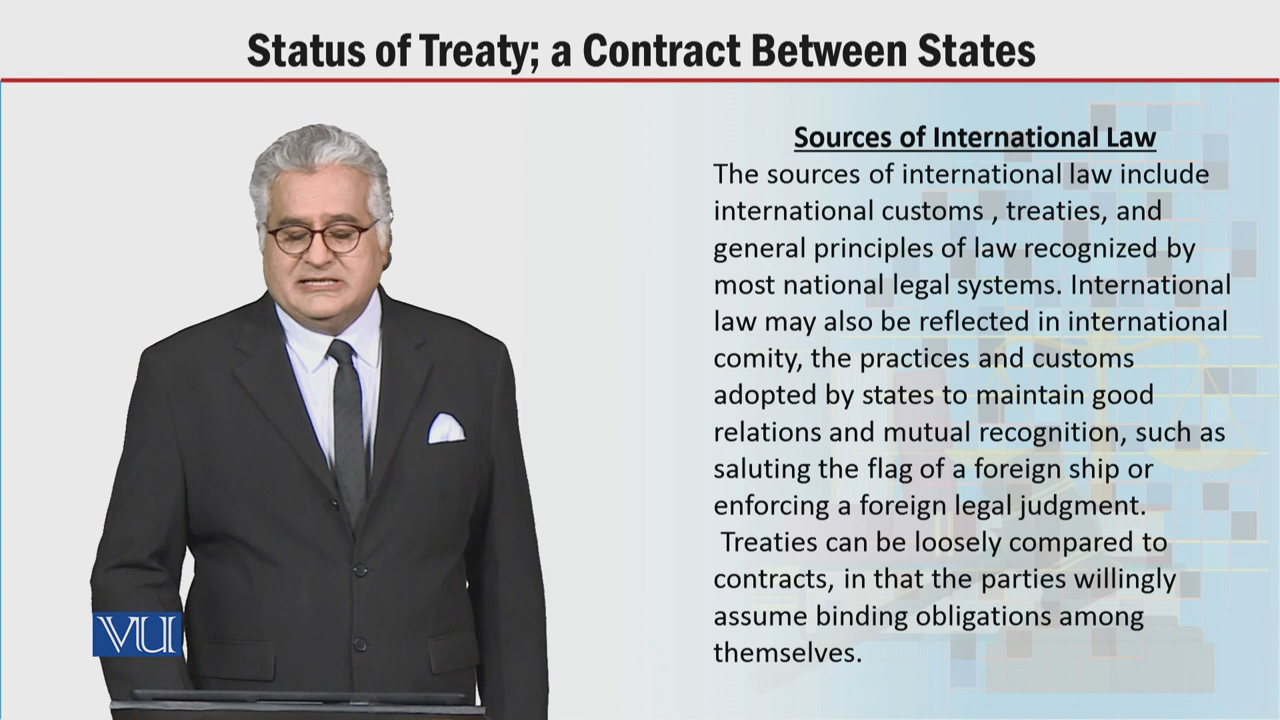 Status of Treaty; a Contract Between States
Sources of International Law
The sources of international law include
international customs , treaties, and
general principles of law recognized by
most national legal systems. International
law may also be reflected in international
comity, the practices and customs
adopted by states to maintain good
relations and mutual recognition, such as
saluting the flag of a foreign ship or
enforcing a foreign legal judgment.
Treaties can be loosely compared to
contracts, in that the parties willingly
assume binding obligations among
themselves.
VU